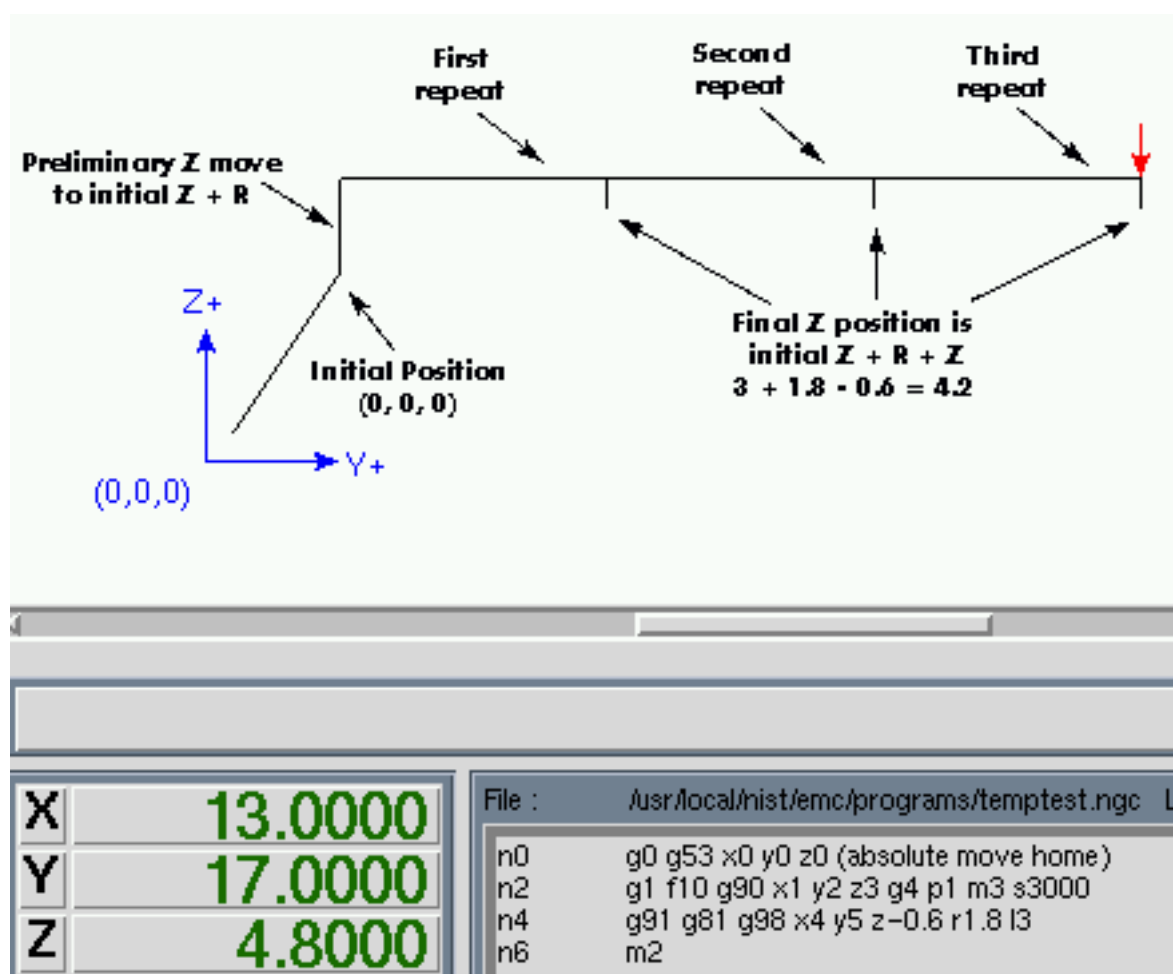 First
repeat
Second
repeat
Third
repeat
Preliminary Z move
to initial Z + R
Z+
Initial Position
(0, 0, 0)
Final Z position is
initial Z + R + Z
3 + 1.8 - 0.6 = 4.2
Y+
(0,0,0)
X 13.0000
Y 17.0000
Z 4.8000
File : /usr/local/nist/emc/programs/temptest.ngc L
n0 g0 g53 x0 y0 z0 (absolute move home)
n2 g1 f10 g90 x1 y2 z3 g4 p1 m3 s3000
n4 g91 g81 g98 x4 y5 z-0.6 r1.8 l3
n6 m2